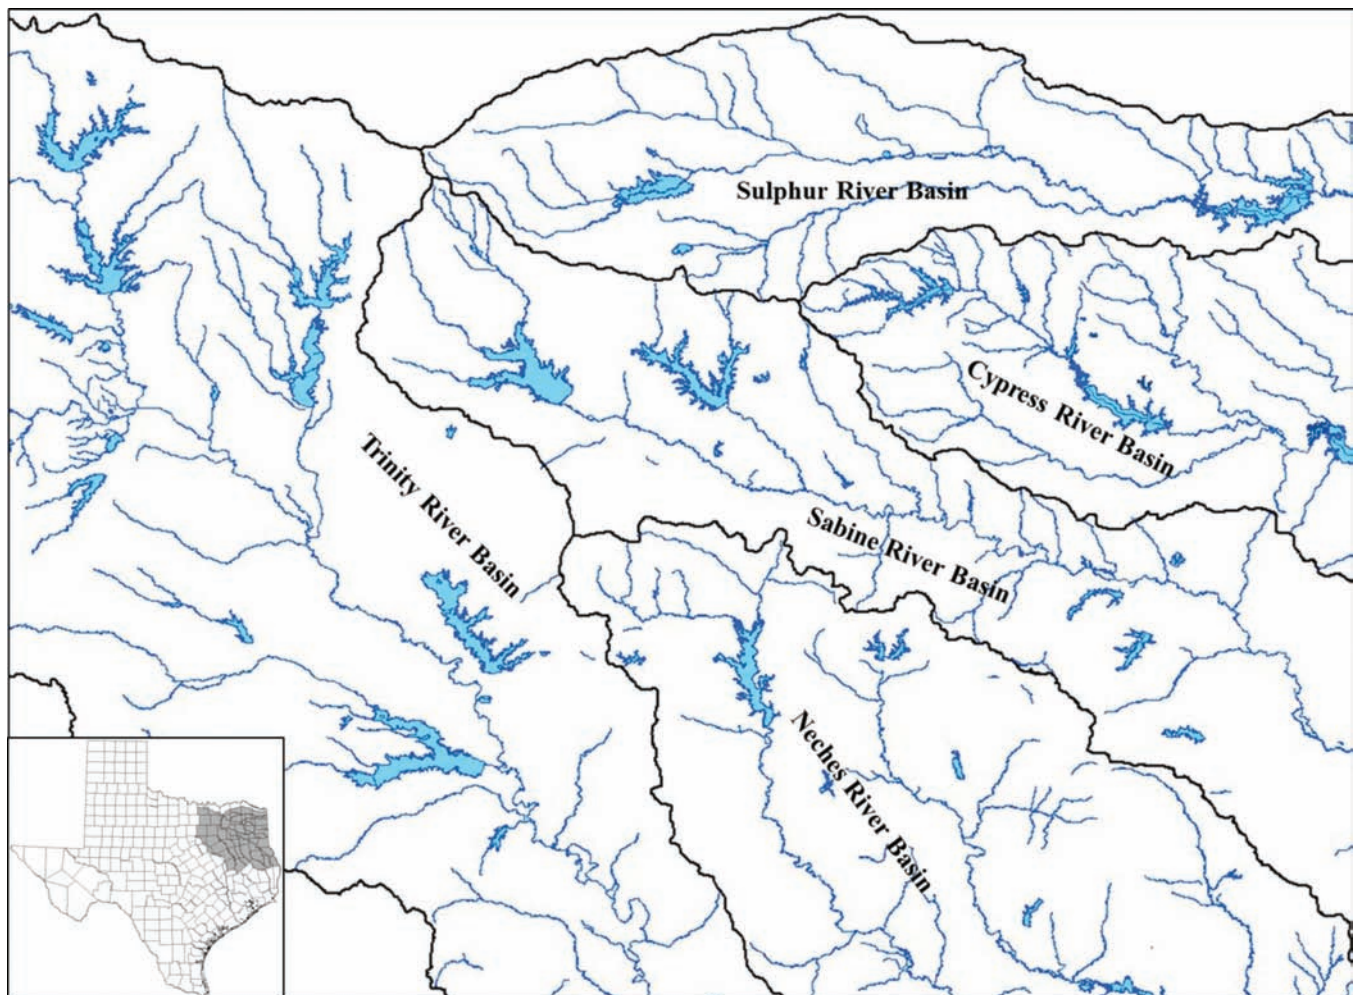 Sulphur River Basin
Cypress River Basin
Trinity River Basin
Sabine River Basin
Neches River Basin